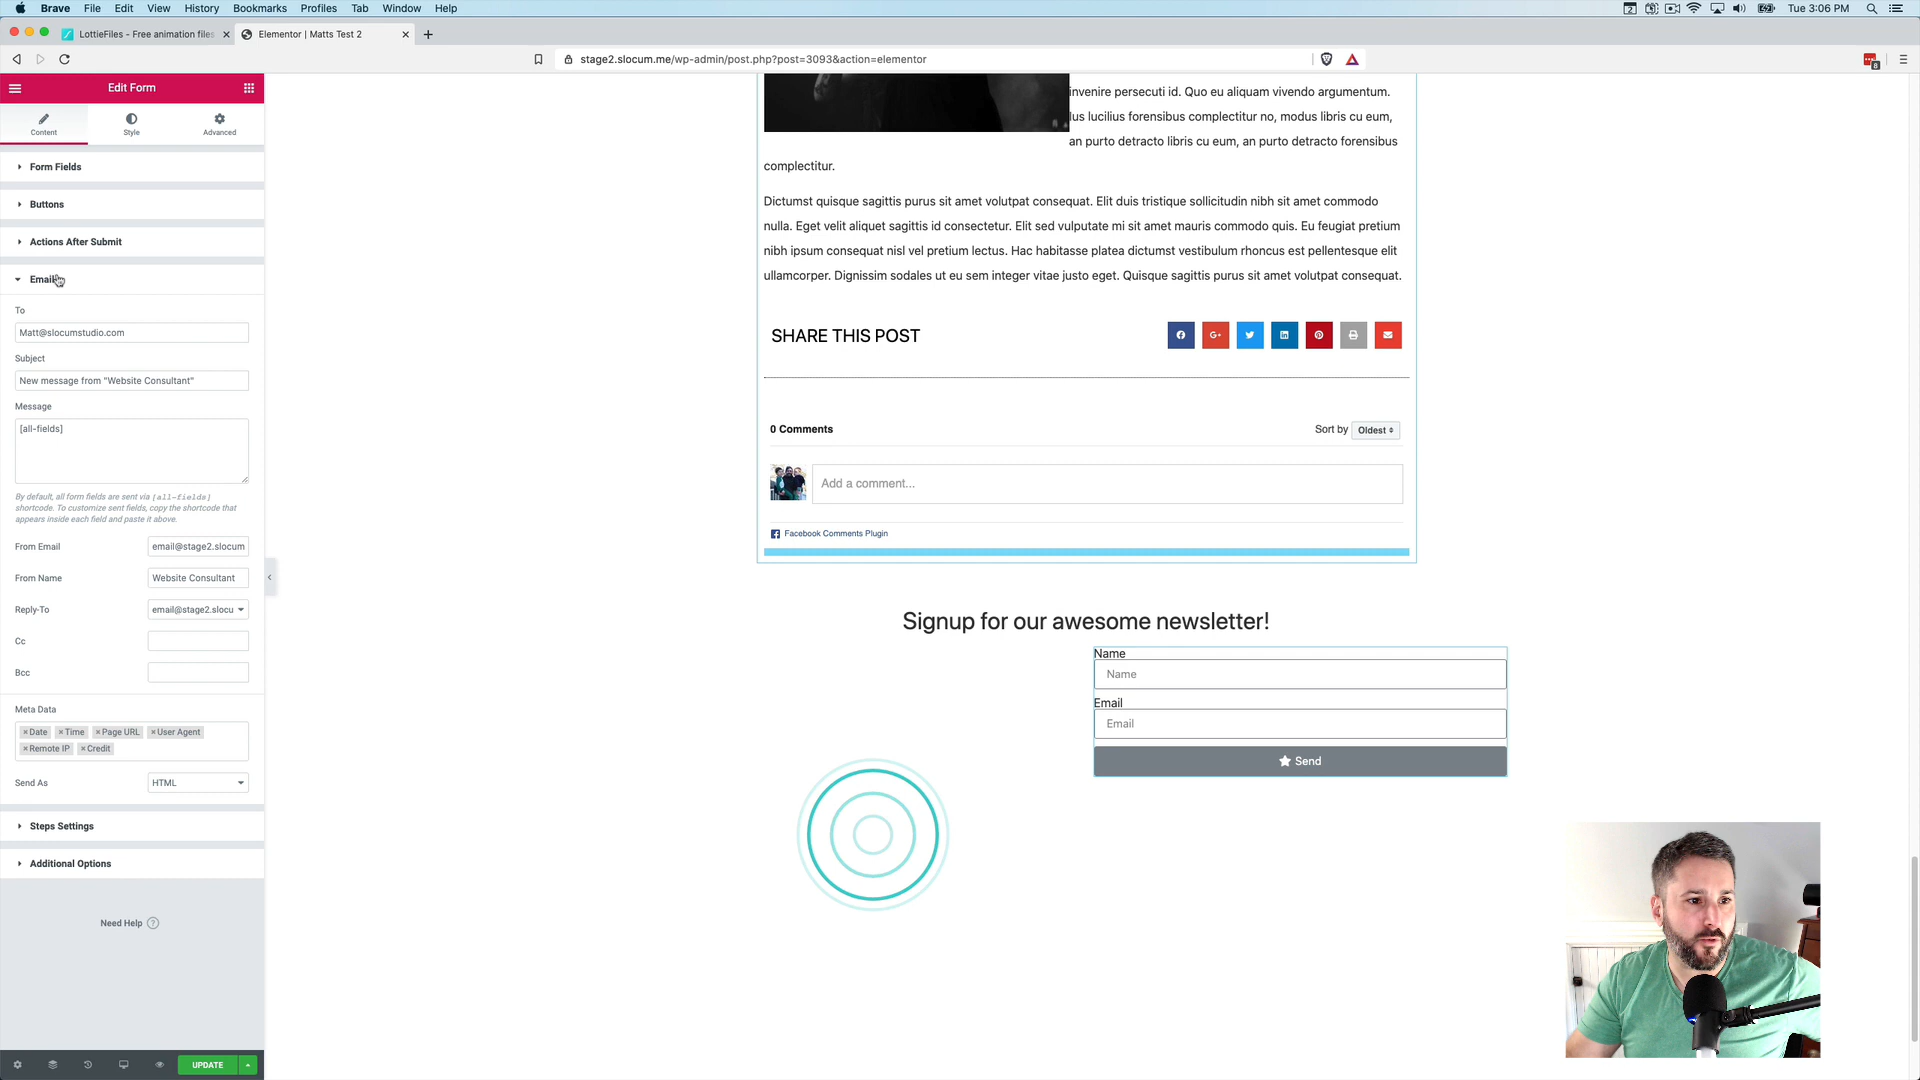 Brave File Edit View History Bookmarks Profiles Tab Window Help
Tue 3:06 PM
LottieFiles - Free animation files
Elementor | Matts Test 2
stage2.slocum.me/wp-admin/post.php?post=3093&action=elementor
Edit Form
Content Style Advanced
Form Fields
Buttons
Actions After Submit
Email
To
Matt@slocumstudio.com
Subject
New message from "Website Consultant"
Message
[all-fields]
By default, all form fields are sent via [all-fields]
shortcode. To customize sent fields, copy the shortcode that
appears inside each field and paste it above.
From Email email@stage2.slocum
From Name Website Consultant
Reply-To email@stage2.slocu
Cc
Bcc
Meta Data
× Date × Time × Page URL × User Agent
× Remote IP × Credit
Send As HTML
Steps Settings
Additional Options
Need Help ?
UPDATE
invenire persecuti id. Quo eu aliquam vivendo argumentum.
Ius lucilius forensibus complectitur no, modus libris cu eum,
an purto detracto libris cu eum, an purto detracto forensibus
complectitur.
Dictumst quisque sagittis purus sit amet volutpat consequat. Elit duis tristique sollicitudin nibh sit amet commodo
nulla. Eget velit aliquet sagittis id consectetur. Elit sed vulputate mi sit amet mauris commodo quis. Eu feugiat pretium
nibh ipsum consequat nisl vel pretium lectus. Hac habitasse platea dictumst vestibulum rhoncus est pellentesque elit
ullamcorper. Dignissim sodales ut eu sem integer vitae justo eget. Quisque sagittis purus sit amet volutpat consequat.
SHARE THIS POST
0 Comments
Sort by Oldest
Add a comment...
Facebook Comments Plugin
Signup for our awesome newsletter!
Name
Name
Email
Email
Send